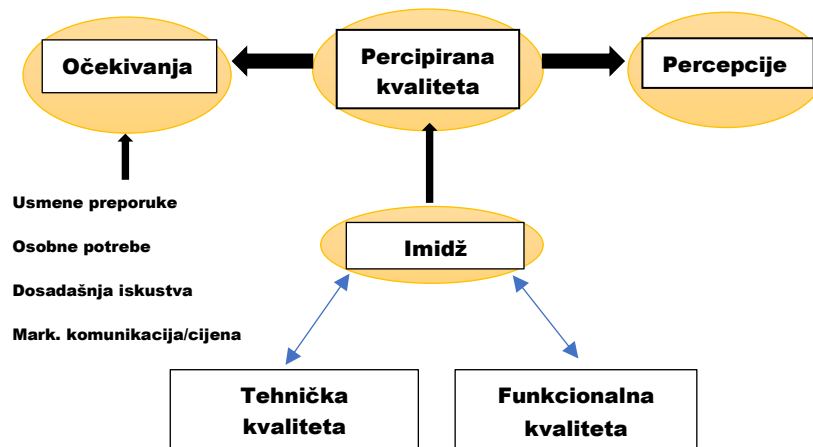 Očekivanja
Percipirana
kvaliteta
Percepcije
Usmene preporuke
Osobne potrebe
Dosadašnja iskustva
Mark. komunikacija/cijena
Imidž
Tehnička
kvaliteta
Funkcionalna
kvaliteta